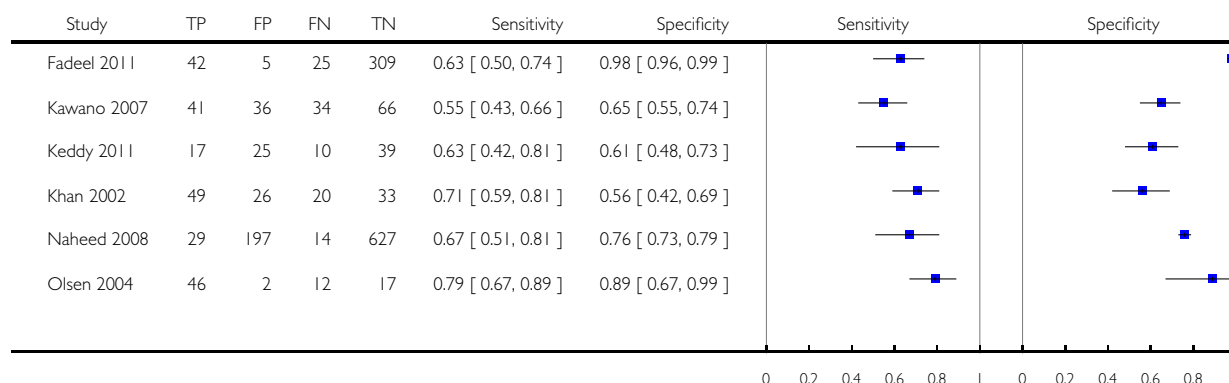 Study TP FP FN TN Sensitivity Specificity Sensitivity Specificity
Fadeel 2011 42 5 25 309 0.63 [ 0.50, 0.74 ] 0.98 [ 0.96, 0.99 ]
Kawano 2007 41 36 34 66 0.55 [ 0.43, 0.66 ] 0.65 [ 0.55, 0.74 ]
Keddy 2011 17 25 10 39 0.63 [ 0.42, 0.81 ] 0.61 [ 0.48, 0.73 ]
Khan 2002 49 26 20 33 0.71 [ 0.59, 0.81 ] 0.56 [ 0.42, 0.69 ]
Naheed 2008 29 197 14 627 0.67 [ 0.51, 0.81 ] 0.76 [ 0.73, 0.79 ]
Olsen 2004 46 2 12 17 0.79 [ 0.67, 0.89 ] 0.89 [ 0.67, 0.99 ]
0 0.2 0.4 0.6 0.8 1 0 0.2 0.4 0.6 0.8